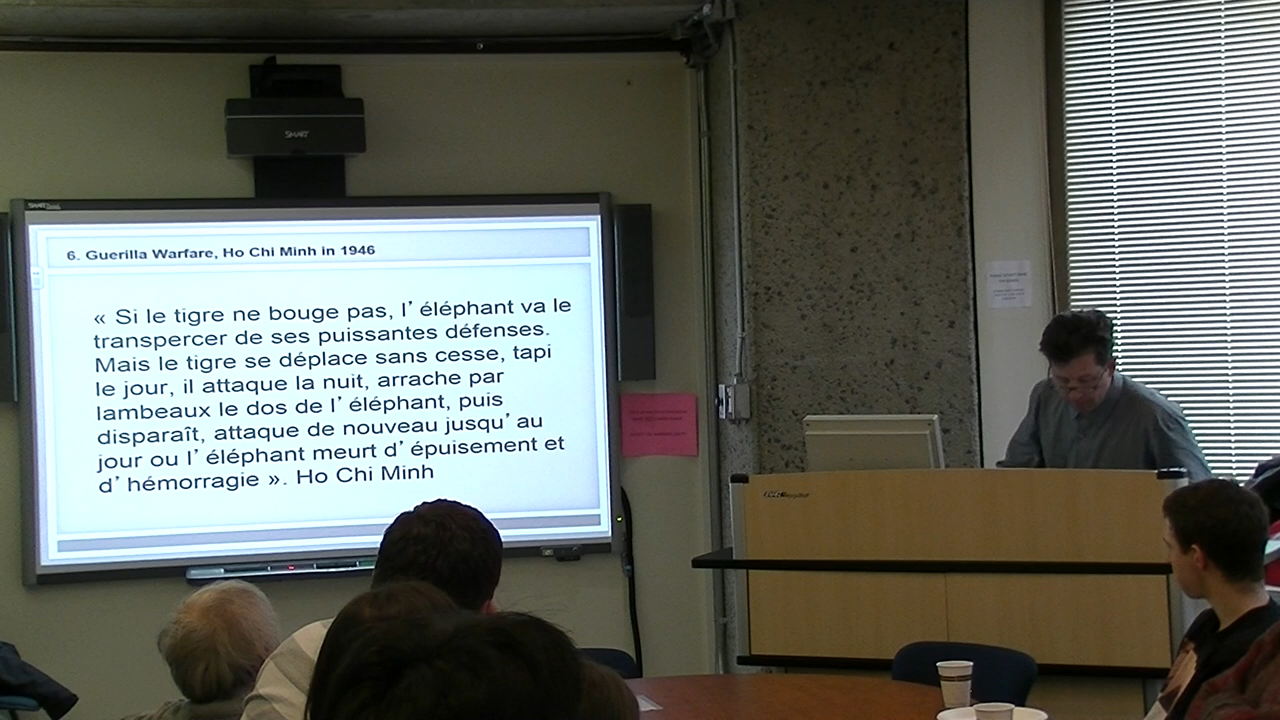 SMART
6. Guerilla Warfare, Ho Chi Minh in 1946
« Si le tigre ne bouge pas, l’ éléphant va le
transpercer de ses puissantes défenses.
Mais le tigre se déplace sans cesse, tapi
le jour, il attaque la nuit, arrache par
lambeaux le dos de l’ éléphant, puis
disparaît, attaque de nouveau jusqu’ au
jour ou l’ éléphant meurt d’ épuisement et
d’ hémorragie ». Ho Chi Minh